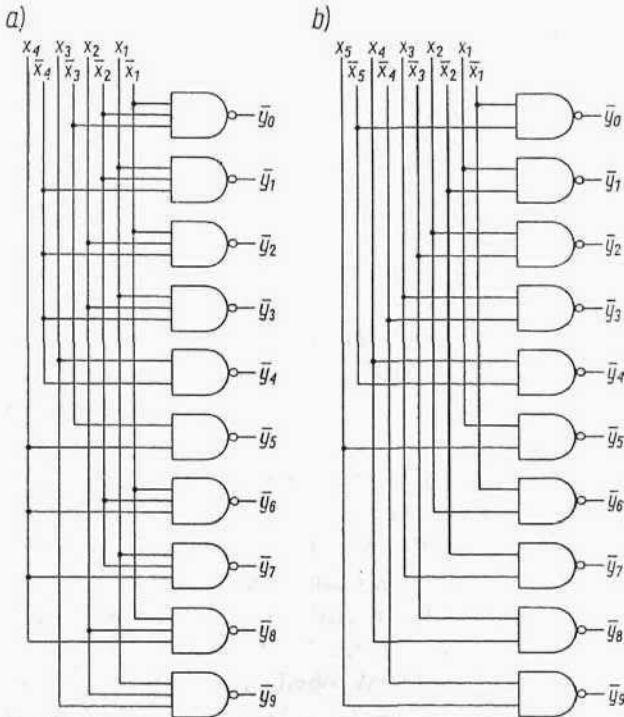 a)
x₄ x₃ x₂ x₁
x̄₄ x̄₃ x̄₂ x̄₁
ȳ₀
ȳ₁
ȳ₂
ȳ₃
ȳ₄
ȳ₅
ȳ₆
ȳ₇
ȳ₈
ȳ₉
b)
x₅ x₄ x₃ x₂ x₁
x̄₅ x̄₄ x̄₃ x̄₂ x̄₁
ȳ₀
ȳ₁
ȳ₂
ȳ₃
ȳ₄
ȳ₅
ȳ₆
ȳ₇
ȳ₈
ȳ₉